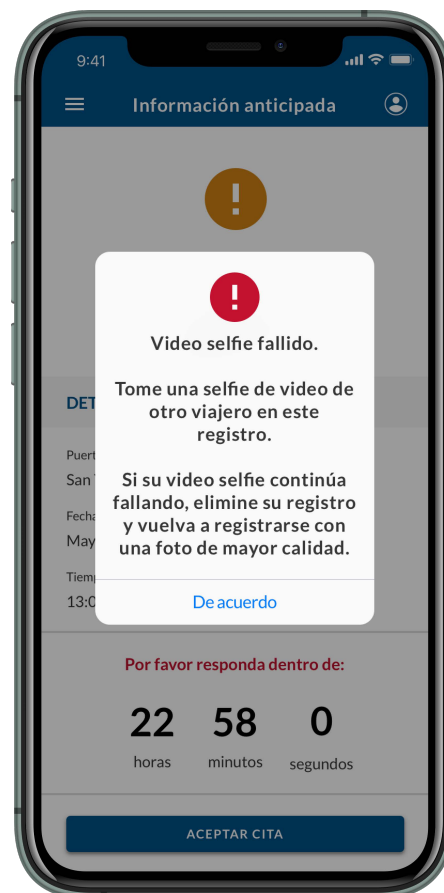 9:41
Información anticipada
Video selfie fallido.
Tome una selfie de video de
otro viajero en este
registro.
Si su video selfie continúa
fallando, elimine su registro
y vuelva a registrarse con
una foto de mayor calidad.
De acuerdo
DET
Puert
San
Fecha
May
Tiem
13:0
Por favor responda dentro de:
22 58 0
horas minutos segundos
ACEPTAR CITA